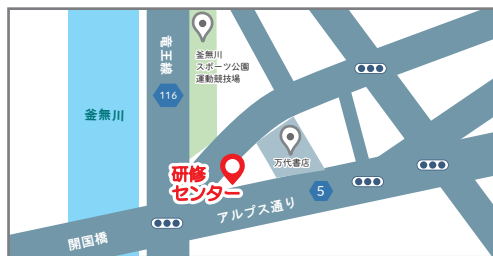 竜王線
116
釜無川
スポーツ公園
運動競技場
釜無川
万代書店
研修
センター
5
アルプス通り
開国橋